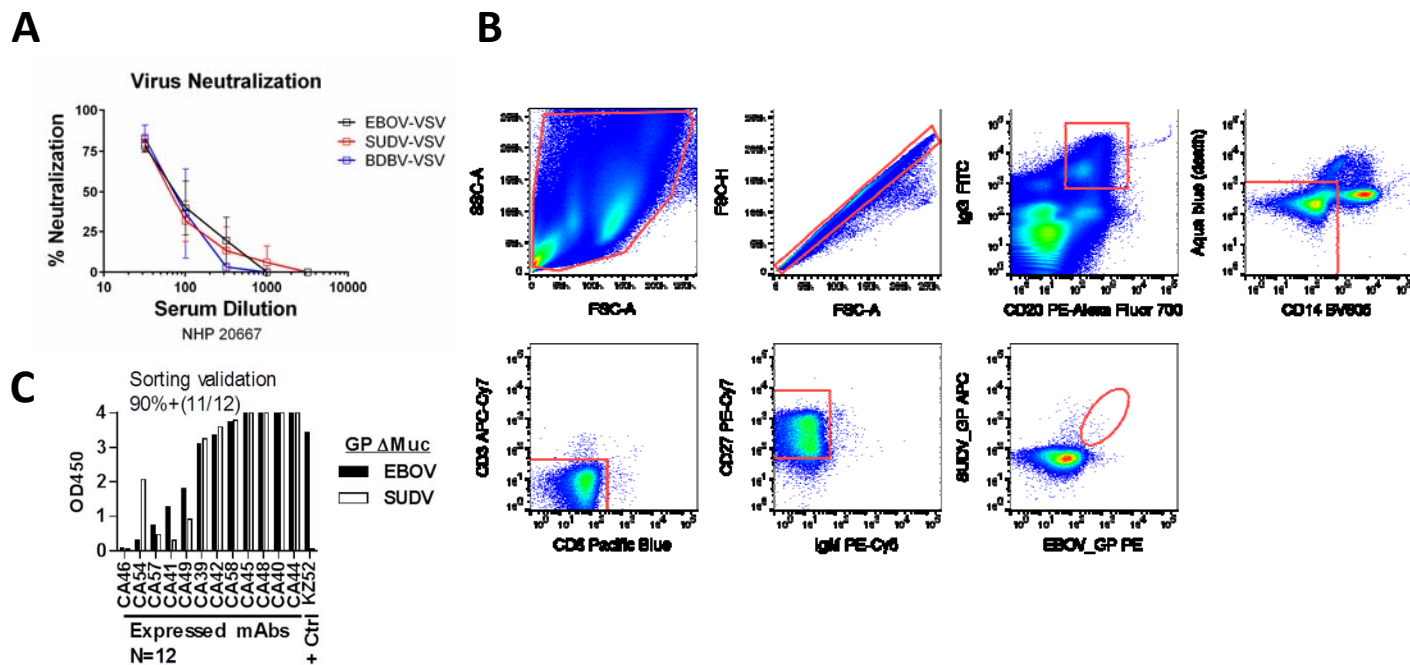 A
B
Virus Neutralization
100
75
50
25
0
% Neutralization
10
100
1000
10000
Serum Dilution
NHP 20667
EBOV-VSV
SUDV-VSV
BDBV-VSV
SSC-A
FSC-A
FSC-H
FSC-A
IgG FITC
CD20 PE-Alexa Fluor 700
Aqua blue (death)
CD14 BV605
CD3 APC-Cy7
Pacific Blue
CD27 PE-Cy7
IgM PE-Cy5
SUDV_GP APC
EBOV_GP PE
C
Sorting validation
90%+(11/12)
4
3
2
1
0
OD450
GP ΔMuc
EBOV
SUDV
CA46
CA54
CA57
CA41
CA49
CA39
CA42
CA58
CA45
CA48
CA40
CA44
KZ52
Expressed mAbs
N=12
+ Ctrl